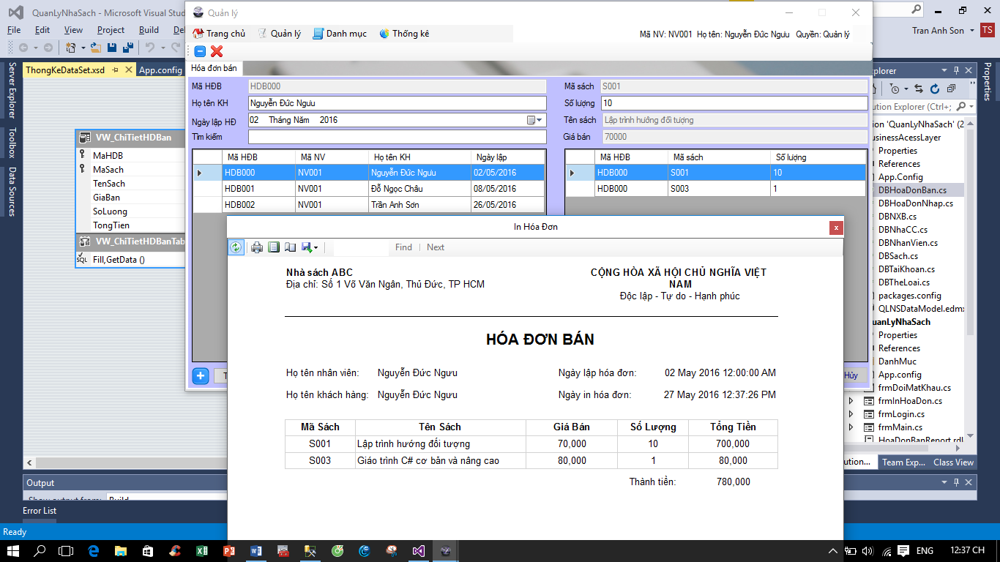 QuanLyNhaSach - Microsoft Visual Stud
File Edit View Project Build
Tran Anh Son TS
Server Explorer
Toolbox
Data Sources
ThongKeDataSet.xsd App.config
VW_ChiTietHDBan
MaHDB
MaSach
TenSach
GiaBan
SoLuong
TongTien
VW_ChiTietHDBanTab
SQL Fill,GetData ()
Quản lý
Trang chủ Quản lý Danh mục Thống kê
Mã NV: NV001 Họ tên: Nguyễn Đức Ngưu Quyền: Quản lý
Hóa đơn bán
Mã HĐB HDB000 Mã sách S001
Họ tên KH Nguyễn Đức Ngưu Số lượng 10
Ngày lập HĐ 02 Tháng Năm 2016 Tên sách Lập trình hướng đối tượng
Tìm kiếm Giá bán 70000
Mã HĐB Mã NV Họ tên KH Ngày lập
HDB000 NV001 Nguyễn Đức Ngưu 02/05/2016
HDB001 NV001 Đỗ Ngọc Châu 08/05/2016
HDB002 NV001 Trần Anh Sơn 26/05/2016
Mã HĐB Mã sách Số lượng
HDB000 S001 10
HDB000 S003 1
Hủy
In Hóa Đơn
x
Find | Next
Nhà sách ABC
Địa chỉ: Số 1 Võ Văn Ngân, Thủ Đức, TP HCM
CỘNG HÒA XÃ HỘI CHỦ NGHĨA VIỆT
NAM
Độc lập - Tự do - Hạnh phúc
HÓA ĐƠN BÁN
Họ tên nhân viên: Nguyễn Đức Ngưu Ngày lập hóa đơn: 02 May 2016 12:00:00 AM
Họ tên khách hàng: Nguyễn Đức Ngưu Ngày in hóa đơn: 27 May 2016 12:37:26 PM
Mã Sách Tên Sách Giá Bán Số Lượng Tổng Tiền
S001 Lập trình hướng đối tượng 70,000 10 700,000
S003 Giáo trình C# cơ bản và nâng cao 80,000 1 80,000
Thành tiền: 780,000
Properties
plorer
ution Explorer (Ctrl+;
ion 'QuanLyNhaSach' (2
usinessAcessLayer
Properties
References
App.Config
DBHoaDonBan.cs
DBHoaDonNhap.cs
DBNXB.cs
DBNhaCC.cs
DBNhanVien.cs
DBSach.cs
DBTaiKhoan.cs
DBTheLoai.cs
packages.config
QLNSDataModel.edmx
uanLyNhaSach
Properties
References
DanhMuc
App.config
frmDoiMatKhau.cs
frmInHoaDon.cs
frmLogin.cs
frmMain.cs
HoaDonBanReport.rdl
ution... Team Exp... Class View
Output
Show output from: Build
Error List
Ready
ENG 12:37 CH